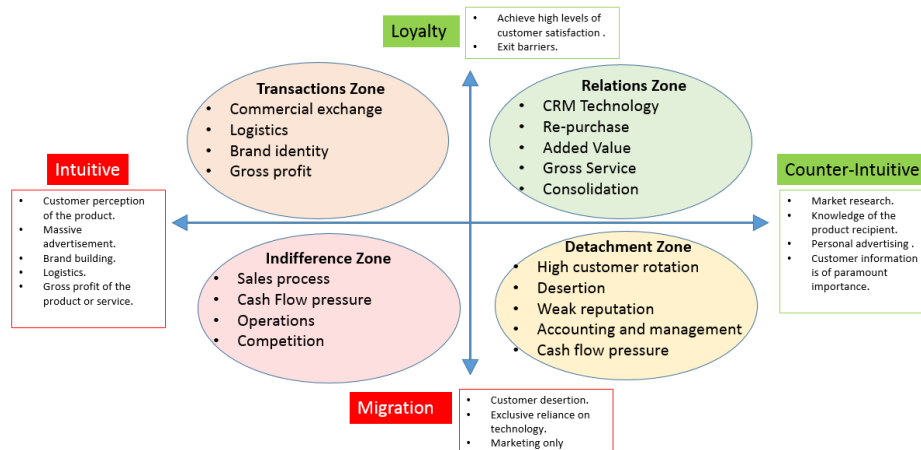 Loyalty
• Achieve high levels of
customer satisfaction .
• Exit barriers.
Transactions Zone
• Commercial exchange
• Logistics
• Brand identity
• Gross profit
Relations Zone
• CRM Technology
• Re-purchase
• Added Value
• Gross Service
• Consolidation
Intuitive
• Customer perception
of the product.
• Massive
advertisement.
• Brand building.
• Logistics.
• Gross profit of the
product or service.
Counter-Intuitive
• Market research.
• Knowledge of the
product recipient.
• Personal advertising .
• Customer information
is of paramount
importance.
Indifference Zone
• Sales process
• Cash Flow pressure
• Operations
• Competition
Detachment Zone
• High customer rotation
• Desertion
• Weak reputation
• Accounting and management
• Cash flow pressure
Migration
• Customer desertion.
• Exclusive reliance on
technology.
• Marketing only